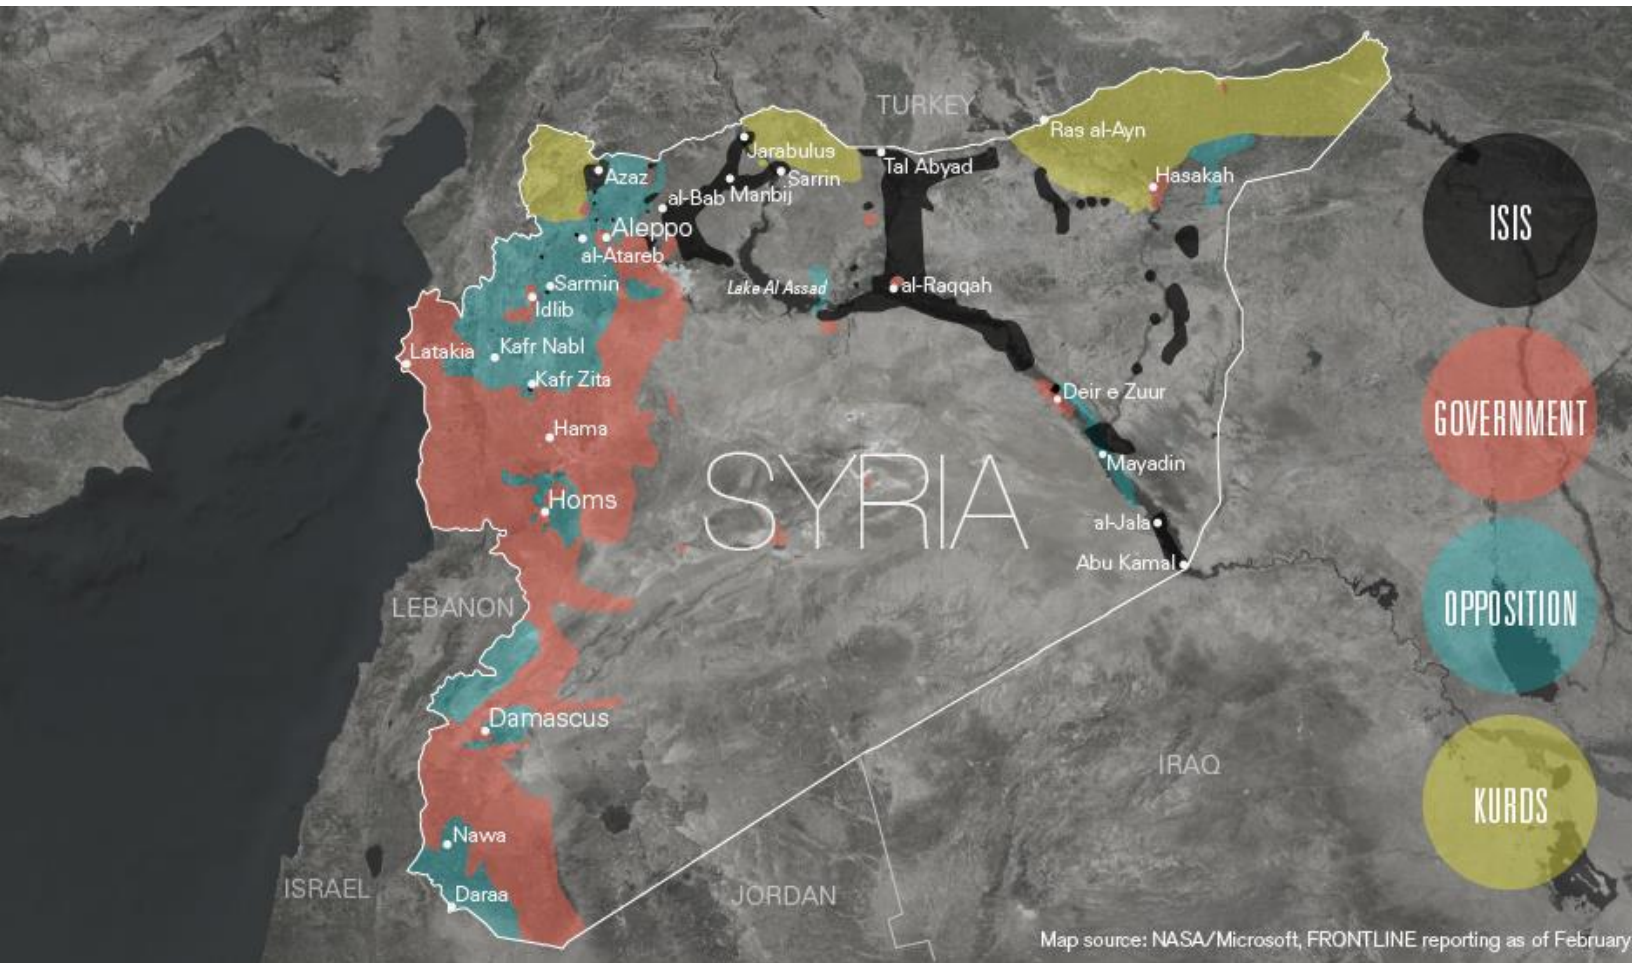 TURKEY
Ras al-Ayn
Jarabulus
Tal Abyad
Azaz
Sarrin
Hasakah
al-Bab
Manbij
Aleppo
al-Atareb
Sarmin
Lake Al Assad
al-Raqqah
Idlib
Latakia
Kafr Nabl
Kafr Zita
Deir e Zuur
Hama
Mayadin
SYRIA
Homs
al-Jala
Abu Kamal
LEBANON
Damascus
IRAQ
Nawa
ISRAEL
Daraa
JORDAN
ISIS
GOVERNMENT
OPPOSITION
KURDS
Map source: NASA/Microsoft, FRONTLINE reporting as of February